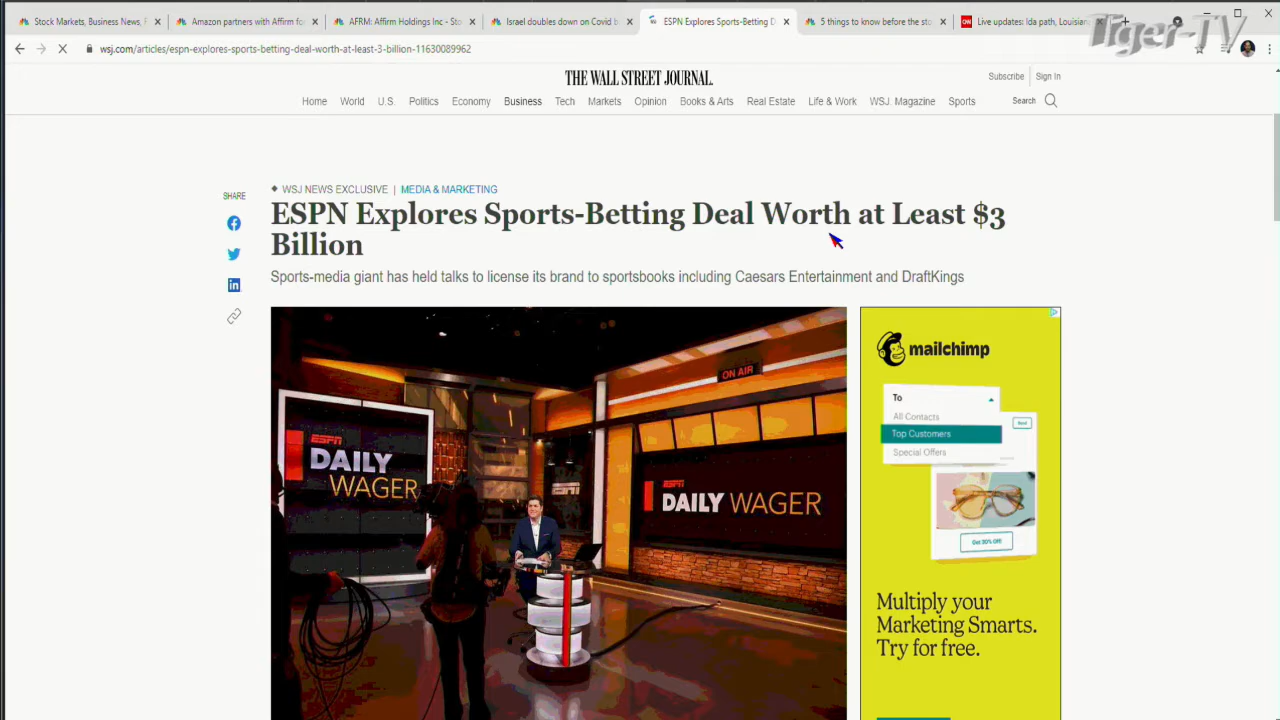 Stock Markets, Business News, F
Amazon partners with Affirm for
AFRM: Affirm Holdings Inc - Sto
Israel doubles down on Covid b
ESPN Explores Sports-Betting D
5 things to know before the sto
Live updates: Ida path, Louisian
Tiger-TV
wsj.com/articles/espn-explores-sports-betting-deal-worth-at-least-3-billion-11630089962
THE WALL STREET JOURNAL.
Subscribe Sign In
Home World U.S. Politics Economy Business Tech Markets Opinion Books & Arts Real Estate Life & Work WSJ. Magazine Sports Search
SHARE
WSJ NEWS EXCLUSIVE | MEDIA & MARKETING
ESPN Explores Sports-Betting Deal Worth at Least $3
Billion
Sports-media giant has held talks to license its brand to sportsbooks including Caesars Entertainment and DraftKings
ON AIR
ESPN
DAILY
WAGER
ESPN
ESPN
DAILY WAGER
mailchimp
To
All Contacts
Top Customers
Special Offers
Get 30% Off!
Multiply your
Marketing Smarts.
Try for free.